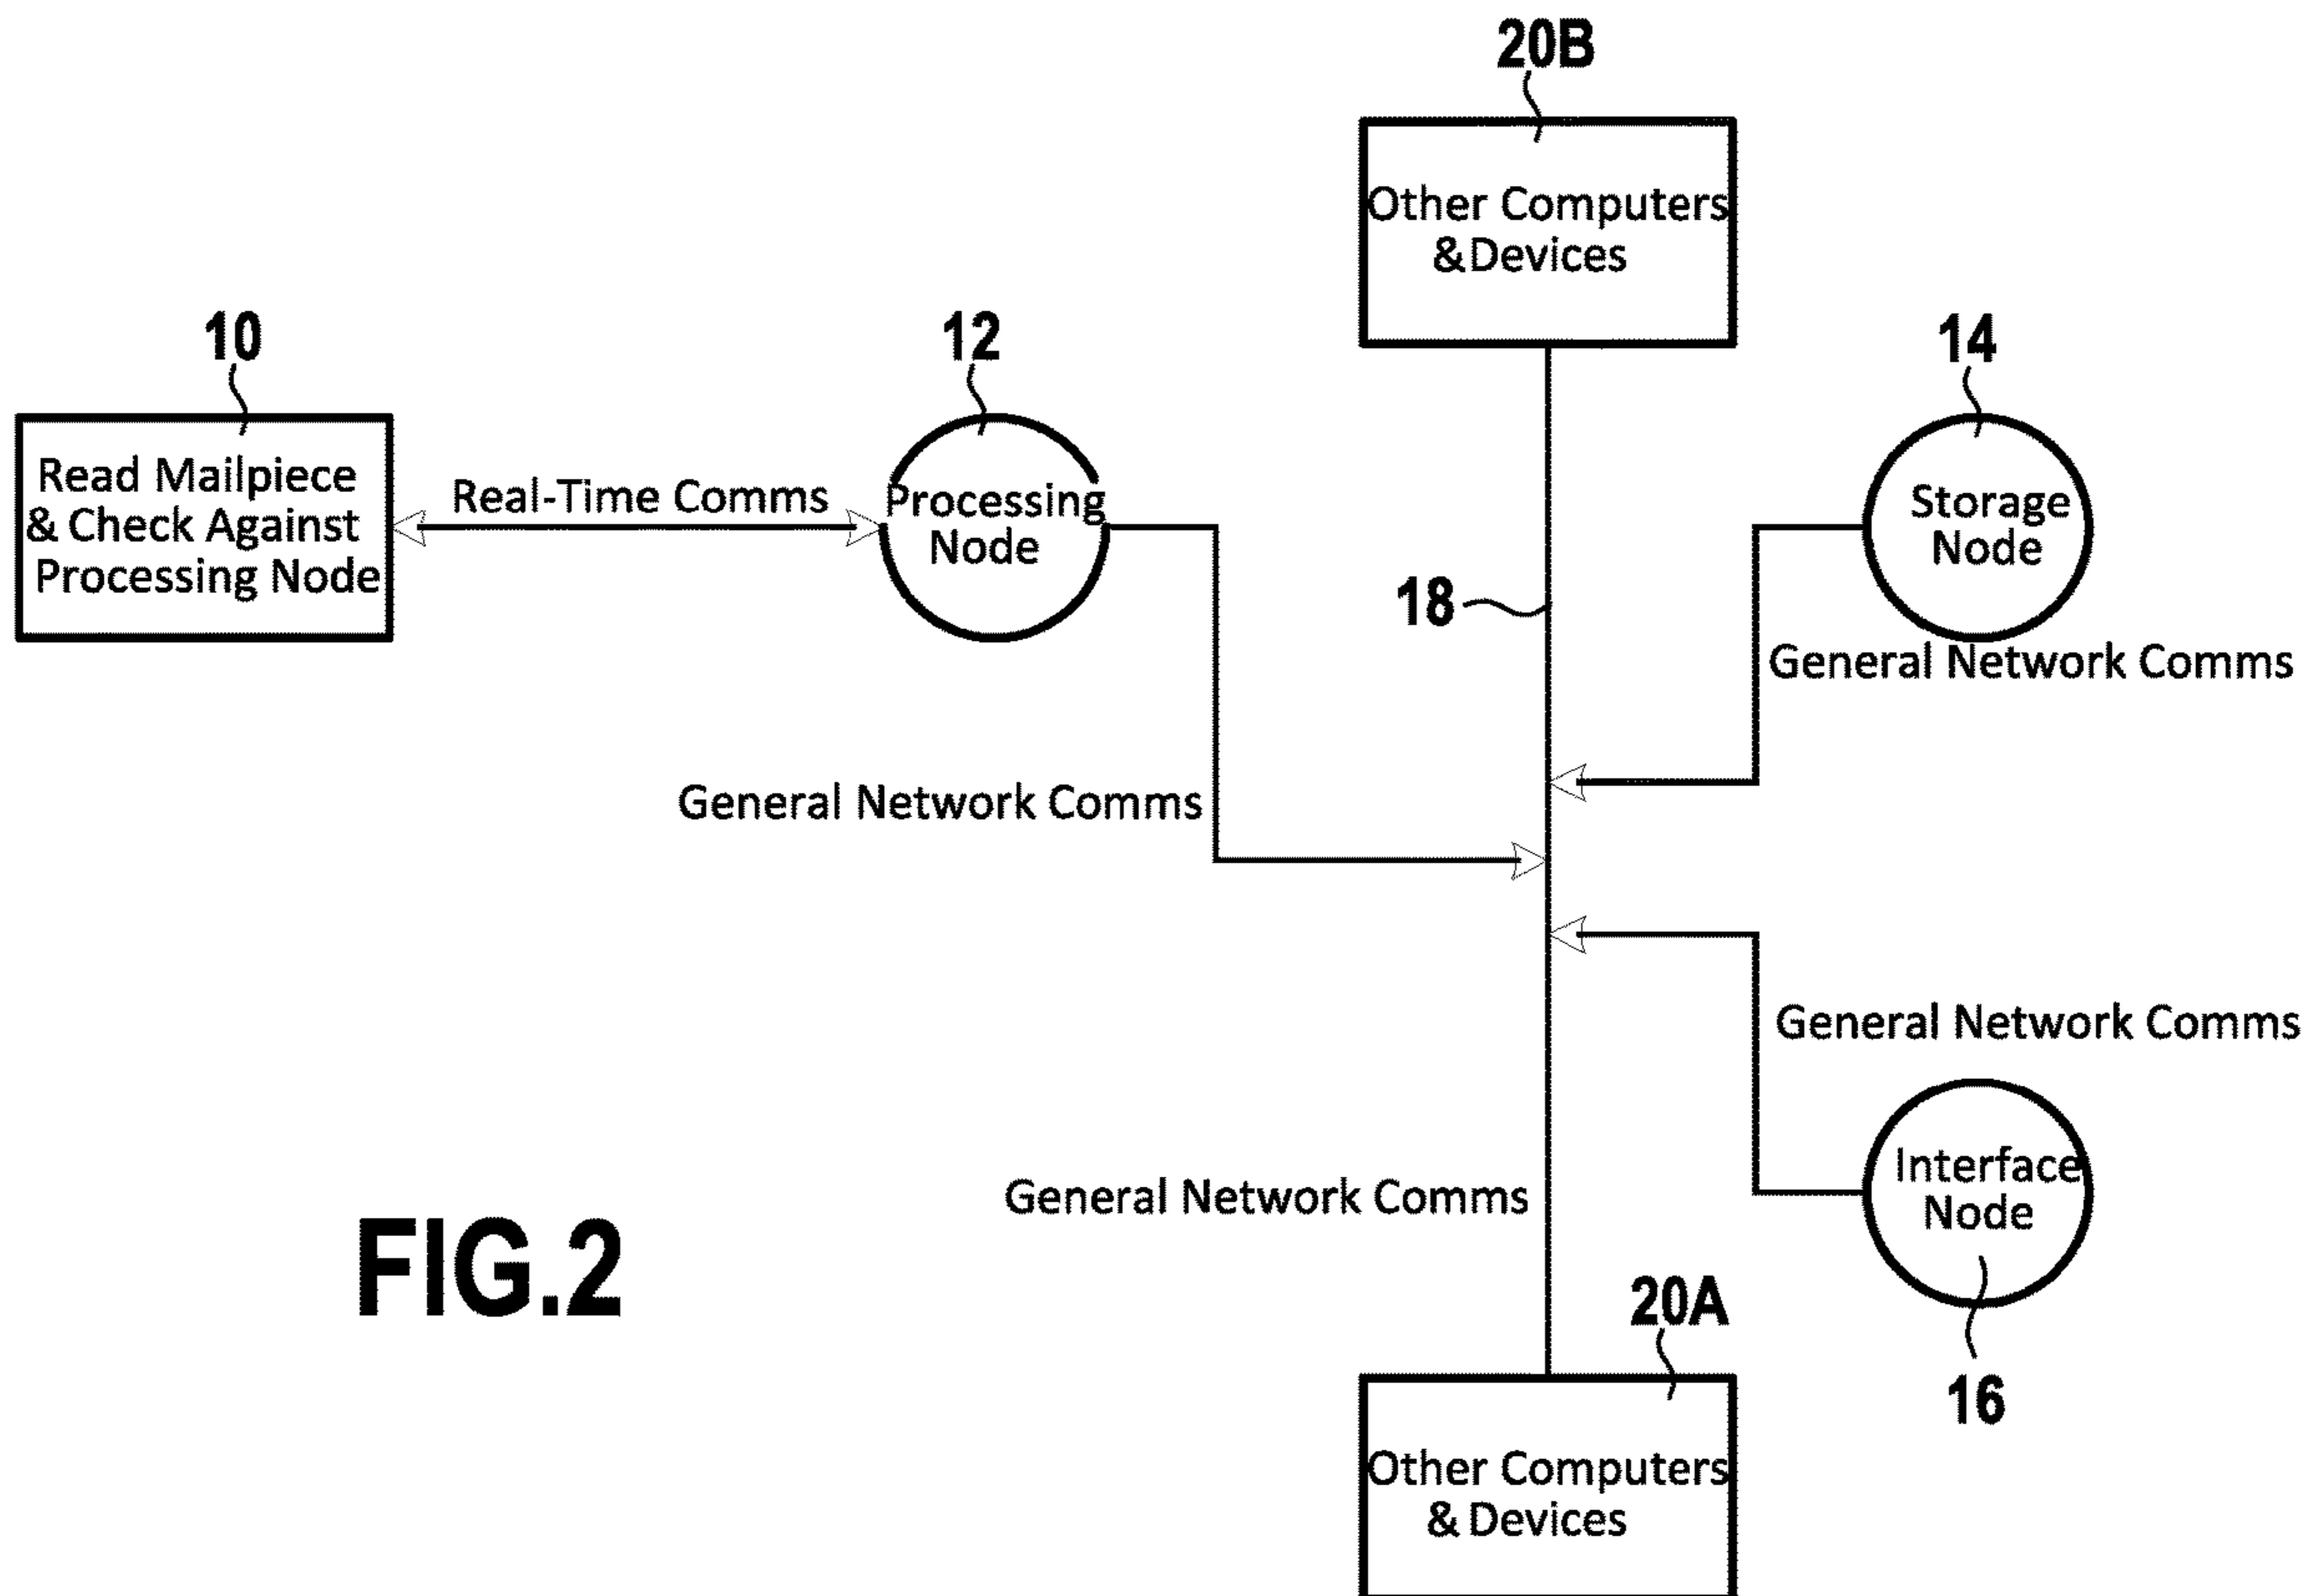 20B
Other Computers
& Devices
10
12
14
Read Mailpiece
& Check Against
Processing Node
Real-Time Comms
Processing
Node
Storage
Node
18
General Network Comms
General Network Comms
General Network Comms
Interface
Node
General Network Comms
FIG.2
20A
16
Other Computers
& Devices